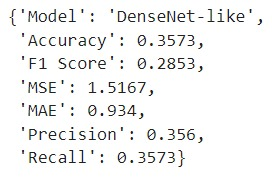 {'Model': 'DenseNet-like',
'Accuracy': 0.3573,
'F1 Score': 0.2853,
'MSE': 1.5167,
'MAE': 0.934,
'Precision': 0.356,
'Recall': 0.3573}